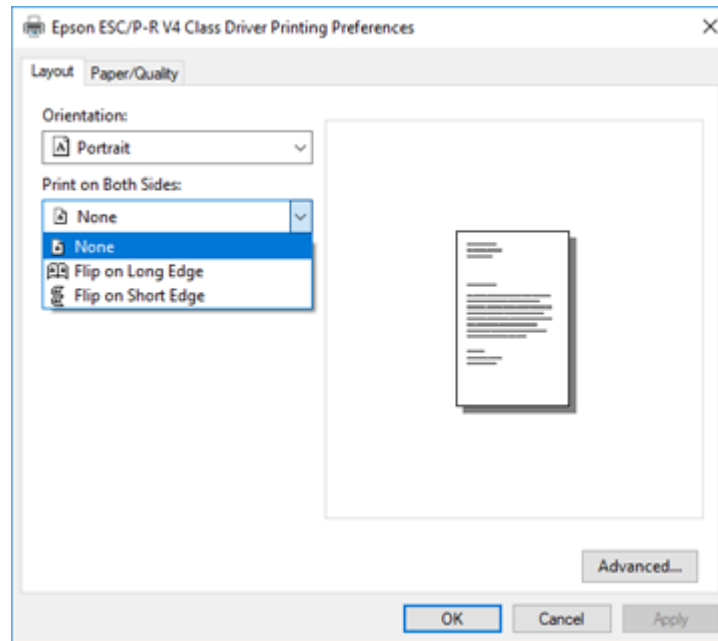 Epson ESC/P-R V4 Class Driver Printing Preferences
Layout Paper/Quality
Orientation:
Portrait
Print on Both Sides:
None
None
Flip on Long Edge
Flip on Short Edge
Advanced...
OK Cancel Apply